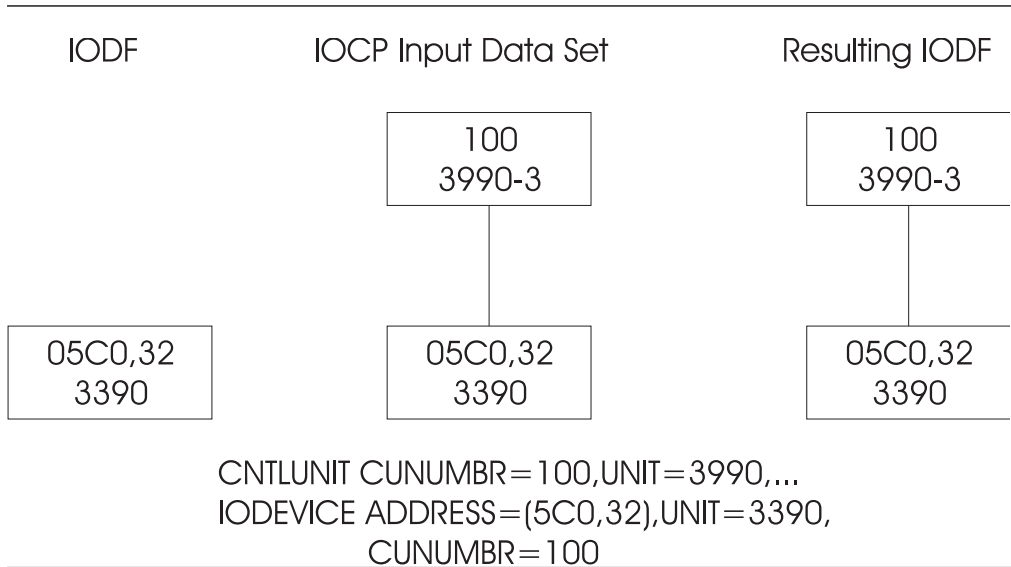 IODF
IOCP Input Data Set
Resulting IODF
100
3990-3
100
3990-3
05C0,32
3390
05C0,32
3390
05C0,32
3390
CNTLUNIT CUNUMBR=100,UNIT=3990,...
IODEVICE ADDRESS=(5C0,32),UNIT=3390,
CUNUMBR=100